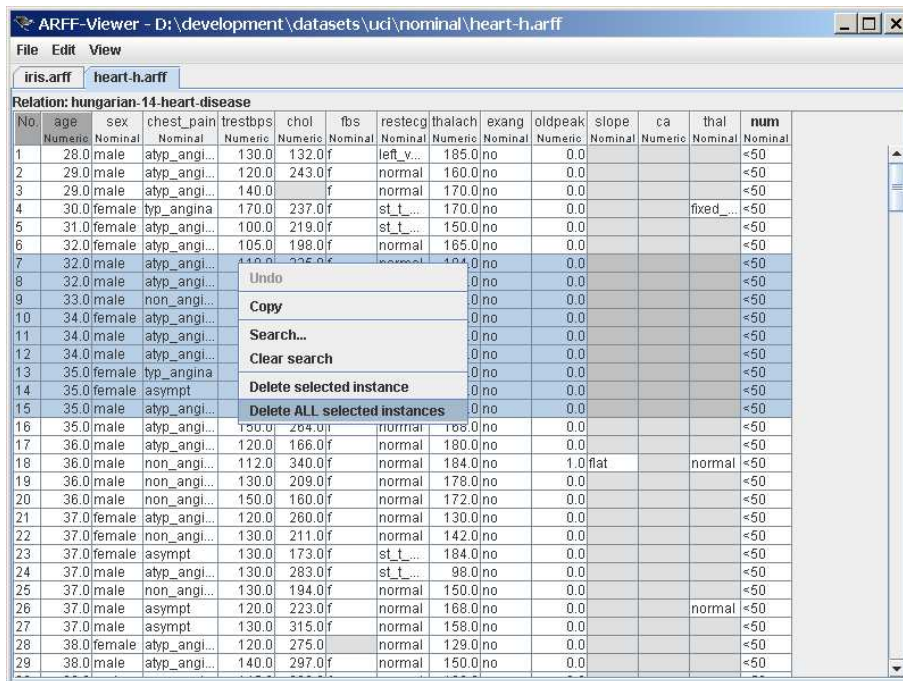 ARFF-Viewer - D:\development\datasets\uci\nominal\heart-h.arff
File Edit View
iris.arff heart-h.arff
Relation: hungarian-14-heart-disease
No. age sex chest_pain trestbps chol fbs restecg thalach exang oldpeak slope ca thal num
Numeric Nominal Nominal Numeric Numeric Nominal Nominal Numeric Nominal Numeric Nominal Numeric Nominal Nominal
1 28.0 male atyp_angi... 130.0 132.0 f left_v... 185.0 no 0.0 <50
2 29.0 male atyp_angi... 120.0 243.0 f normal 160.0 no 0.0 <50
3 29.0 male atyp_angi... 140.0 f normal 170.0 no 0.0 <50
4 30.0 female typ_angina 170.0 237.0 f st_t_... 170.0 no 0.0 fixed_... <50
5 31.0 female atyp_angi... 100.0 219.0 f st_t_... 150.0 no 0.0 <50
6 32.0 female atyp_angi... 105.0 198.0 f normal 165.0 no 0.0 <50
7 32.0 male atyp_angi... 110.0 225.0 f normal 184.0 no 0.0 <50
8 32.0 male atyp_angi... Undo .0 no 0.0 <50
9 33.0 male non_angi... Copy .0 no 0.0 <50
10 34.0 female atyp_angi... .0 no 0.0 <50
11 34.0 male atyp_angi... Search... .0 no 0.0 <50
12 34.0 male atyp_angi... Clear search .0 no 0.0 <50
13 35.0 female typ_angina .0 no 0.0 <50
14 35.0 female asympt Delete selected instance .0 no 0.0 <50
15 35.0 male atyp_angi... Delete ALL selected instances .0 no 0.0 <50
16 35.0 male atyp_angi... 150.0 264.0 f normal 168.0 no 0.0 <50
17 36.0 male atyp_angi... 120.0 166.0 f normal 180.0 no 0.0 <50
18 36.0 male non_angi... 112.0 340.0 f normal 184.0 no 1.0 flat normal <50
19 36.0 male non_angi... 130.0 209.0 f normal 178.0 no 0.0 <50
20 36.0 male non_angi... 150.0 160.0 f normal 172.0 no 0.0 <50
21 37.0 female atyp_angi... 120.0 260.0 f normal 130.0 no 0.0 <50
22 37.0 female non_angi... 130.0 211.0 f normal 142.0 no 0.0 <50
23 37.0 female asympt 130.0 173.0 f st_t_... 184.0 no 0.0 <50
24 37.0 male atyp_angi... 130.0 283.0 f st_t_... 98.0 no 0.0 <50
25 37.0 male non_angi... 130.0 194.0 f normal 150.0 no 0.0 <50
26 37.0 male asympt 120.0 223.0 f normal 168.0 no 0.0 normal <50
27 37.0 male asympt 130.0 315.0 f normal 158.0 no 0.0 <50
28 38.0 female atyp_angi... 120.0 275.0 normal 129.0 no 0.0 <50
29 38.0 male atyp_angi... 140.0 297.0 f normal 150.0 no 0.0 <50